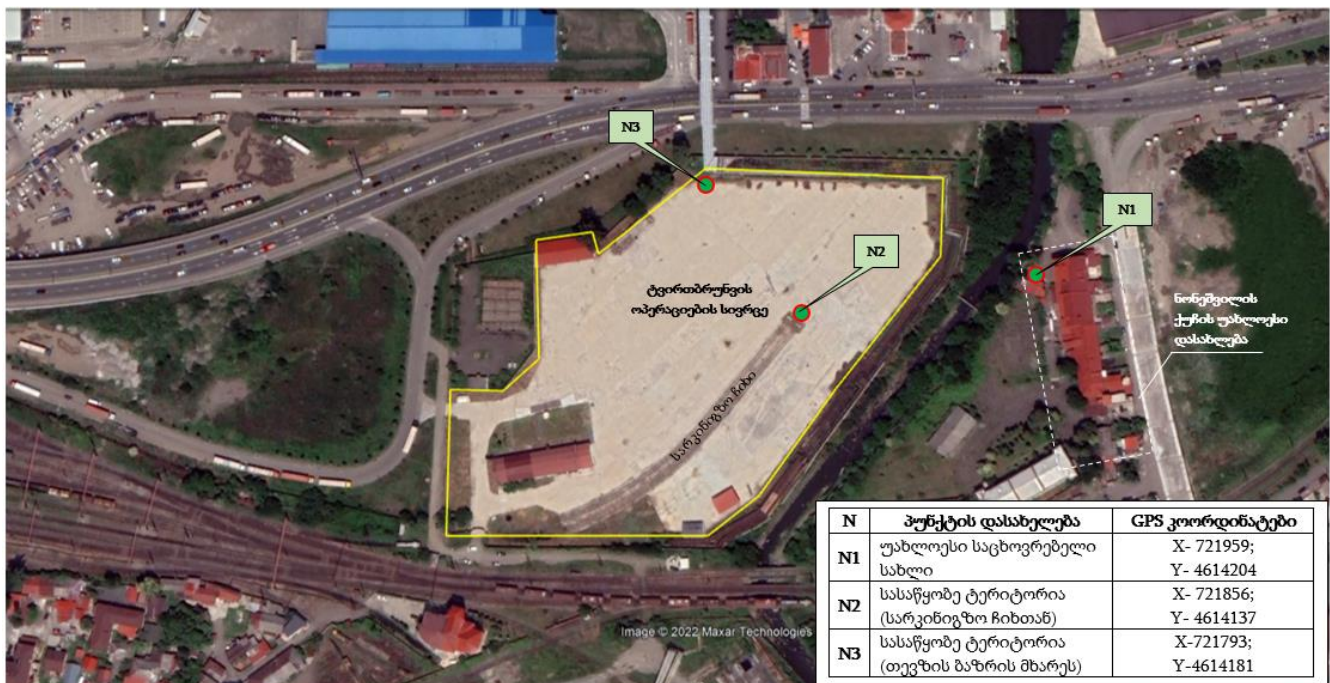 N3
N1
N2
ტვირთბრუნვის
ოპერაციების სივრცე
ნონეშვილის
ქუჩის უახლოესი
დასახლება
სარკინიგზო ჩიხი
Image © 2022 Maxar Technologies
N პუნქტის დასახელება GPS კოორდინატები
N1 უახლოესი საცხოვრებელი სახლი X- 721959;
Y- 4614204
N2 სასაწყობე ტერიტორია (სარკინიგზო ჩიხთან) X- 721856;
Y- 4614137
N3 სასაწყობე ტერიტორია (თევზის ბაზრის მხარეს) X-721793;
Y-4614181